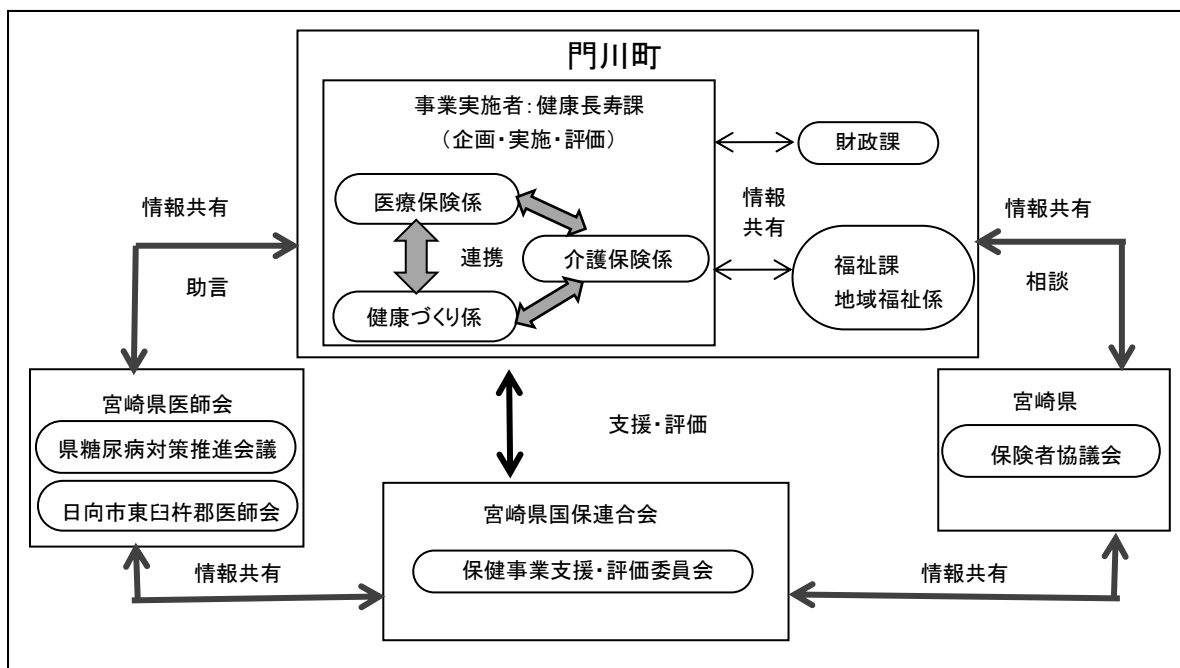 門川町
事業実施者：健康長寿課
（企画・実施・評価）
財政課
医療保険係
連携
介護保険係
健康づくり係
情報
共有
福祉課
地域福祉係
情報共有
助言
情報共有
相談
宮崎県医師会
県糖尿病対策推進会議
日向市東臼杵郡医師会
支援・評価
宮崎県
保険者協議会
宮崎県国保連合会
保健事業支援・評価委員会
情報共有
情報共有